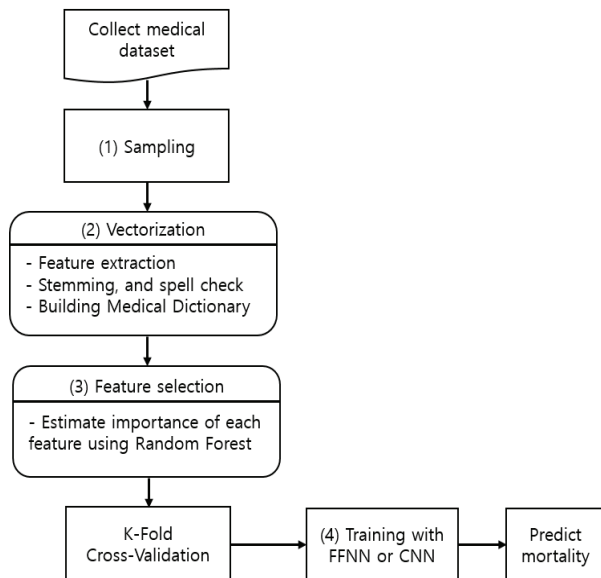 Collect medical
dataset
(1) Sampling
(2) Vectorization
- Feature extraction
- Stemming, and spell check
- Building Medical Dictionary
(3) Feature selection
- Estimate importance of each
feature using Random Forest
K-Fold
Cross-Validation
(4) Training with
FFNN or CNN
Predict
mortality